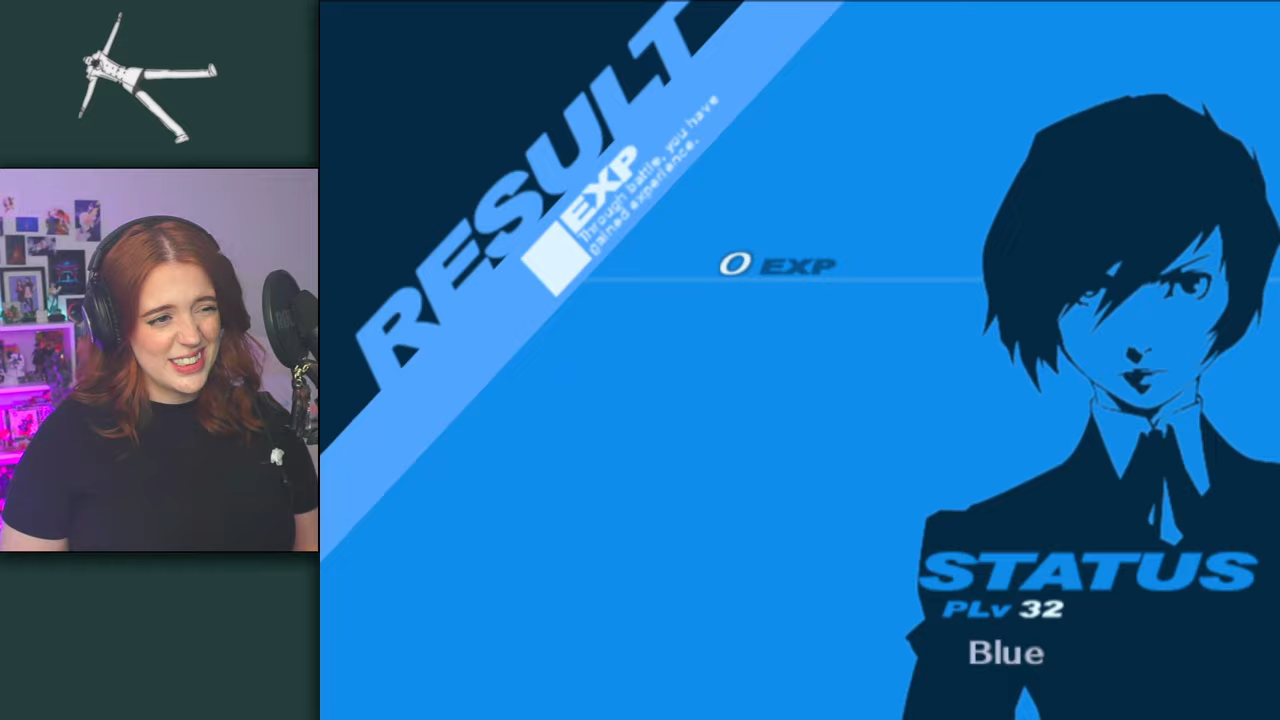 RESULT
EXP
Through battle, you have
gained experience.
0 EXP
STATUS
PLv 32
Blue